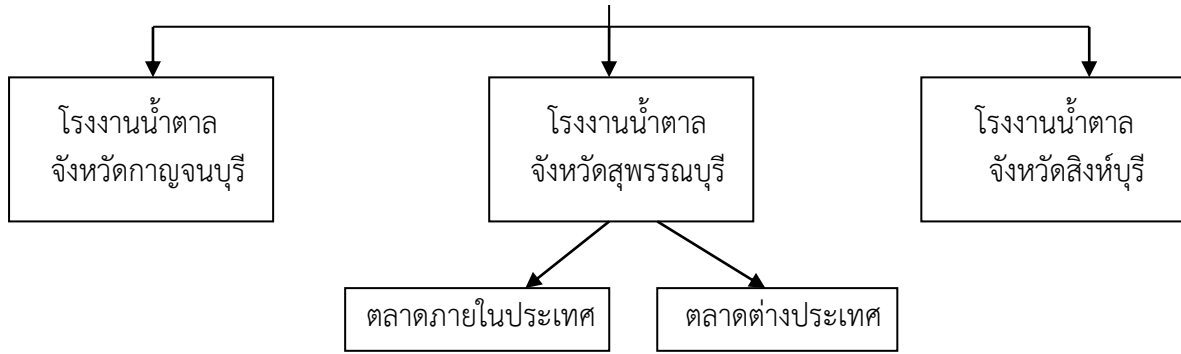 โรงงานน้ำตาล
จังหวัดกาญจนบุรี
โรงงานน้ำตาล
จังหวัดสุพรรณบุรี
โรงงานน้ำตาล
จังหวัดสิงห์บุรี
ตลาดภายในประเทศ
ตลาดต่างประเทศ